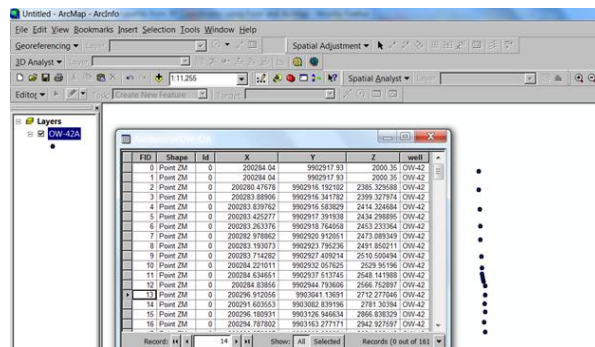 Untitled - ArcMap - ArcInfo
File Edit View Bookmarks Insert Selection Tools Window Help
Georeferencing Layer Spatial Adjustment
3D Analyst Layer
1:11,255 Spatial Analyst Layer
Editor Task: Create New Feature Target:
Layers
OW-42A
FID Shape Id X Y Z well
0 Point ZM 0 200284.04 9902917.93 2000.35 OW-42
1 Point ZM 0 200284.04 9902917.93 2000.35 OW-42
2 Point ZM 0 200280.47678 9902916.192102 2385.329588 OW-42
3 Point ZM 0 200283.88906 9902916.341782 2399.327974 OW-42
4 Point ZM 0 200283.839762 9902916.583829 2414.324684 OW-42
5 Point ZM 0 200283.425277 9902917.391938 2434.298895 OW-42
6 Point ZM 0 200283.263376 9902918.764058 2453.233364 OW-42
7 Point ZM 0 200282.978862 9902920.912051 2473.089349 OW-42
8 Point ZM 0 200283.193073 9902923.795236 2491.850211 OW-42
9 Point ZM 0 200283.714282 9902927.409214 2510.500494 OW-42
10 Point ZM 0 200284.221011 9902932.057625 2529.95196 OW-42
11 Point ZM 0 200284.634651 9902937.513745 2548.141988 OW-42
12 Point ZM 0 200284.83856 9902944.793606 2566.752897 OW-42
13 Point ZM 0 200296.912056 9903041.13691 2712.277046 OW-42
14 Point ZM 0 200291.603553 9903082.839196 2781.30394 OW-42
15 Point ZM 0 200296.180931 9903126.946634 2866.838329 OW-42
16 Point ZM 0 200294.787802 9903163.277171 2942.927597 OW-42
Record: 14 Show: All Selected Records (0 out of 161